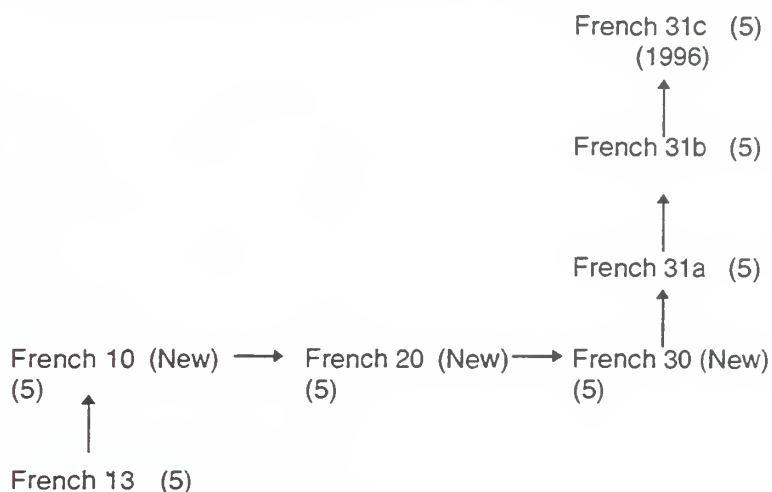 French 31c (5)
(1996)
French 31b (5)
French 31a (5)
French 10 (New)
(5)
French 20 (New)
(5)
French 30 (New)
(5)
French 13 (5)